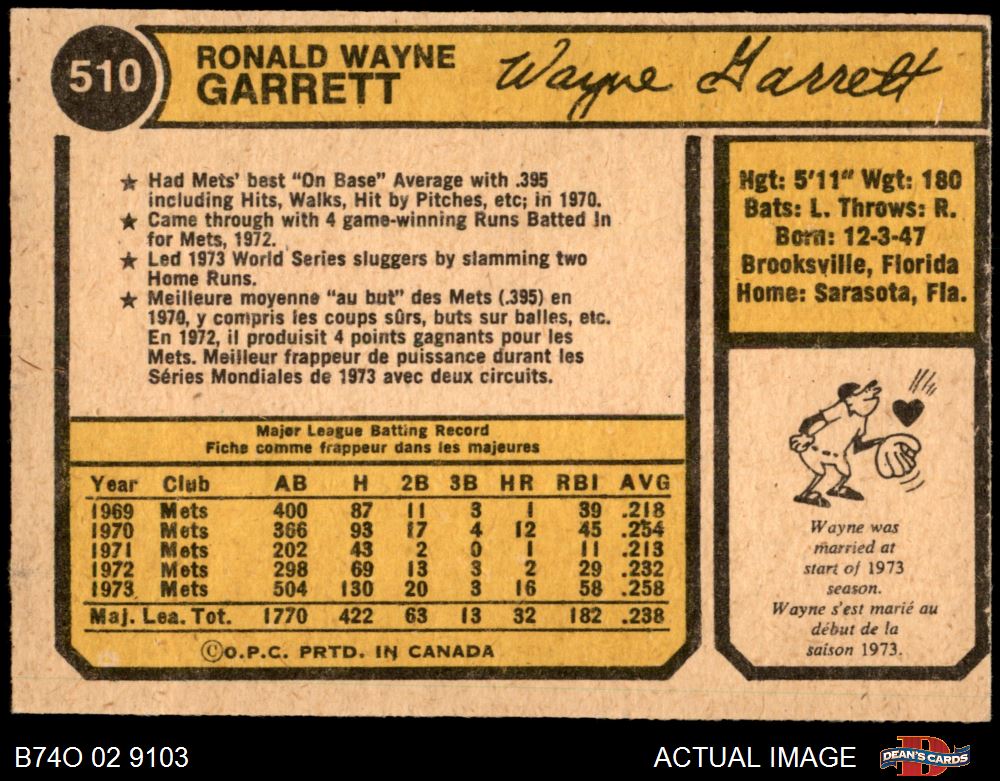 510
RONALD WAYNE
GARRETT
Wayne Garrett
★ Had Mets' best "On Base" Average with .395
including Hits, Walks, Hit by Pitches, etc; in 1970.
★ Came through with 4 game-winning Runs Batted In
for Mets, 1972.
★ Led 1973 World Series sluggers by slamming two
Home Runs.
★ Meilleure moyenne "au but" des Mets (.395) en
1970, y compris les coups sûrs, buts sur balles, etc.
En 1972, il produisit 4 points gagnants pour les
Mets. Meilleur frappeur de puissance durant les
Séries Mondiales de 1973 avec deux circuits.
Major League Batting Record
Fiche comme frappeur dans les majeures
Year Club AB H 2B 3B HR RBI AVG
1969 Mets 400 87 11 3 1 39 .218
1970 Mets 366 93 17 4 12 45 .254
1971 Mets 202 43 2 0 1 11 .213
1972 Mets 298 69 13 3 2 29 .232
1973 Mets 504 130 20 3 16 58 .258
Maj. Lea. Tot. 1770 422 63 13 32 182 .238
©O.P.C. PRTD. IN CANADA
Hgt: 5'11" Wgt: 180
Bats: L. Throws: R.
Born: 12-3-47
Brooksville, Florida
Home: Sarasota, Fla.
Wayne was
married at
start of 1973
season.
Wayne s'est marié au
début de la
saison 1973.
B74O 02 9103
ACTUAL IMAGE
DEAN'S CARDS